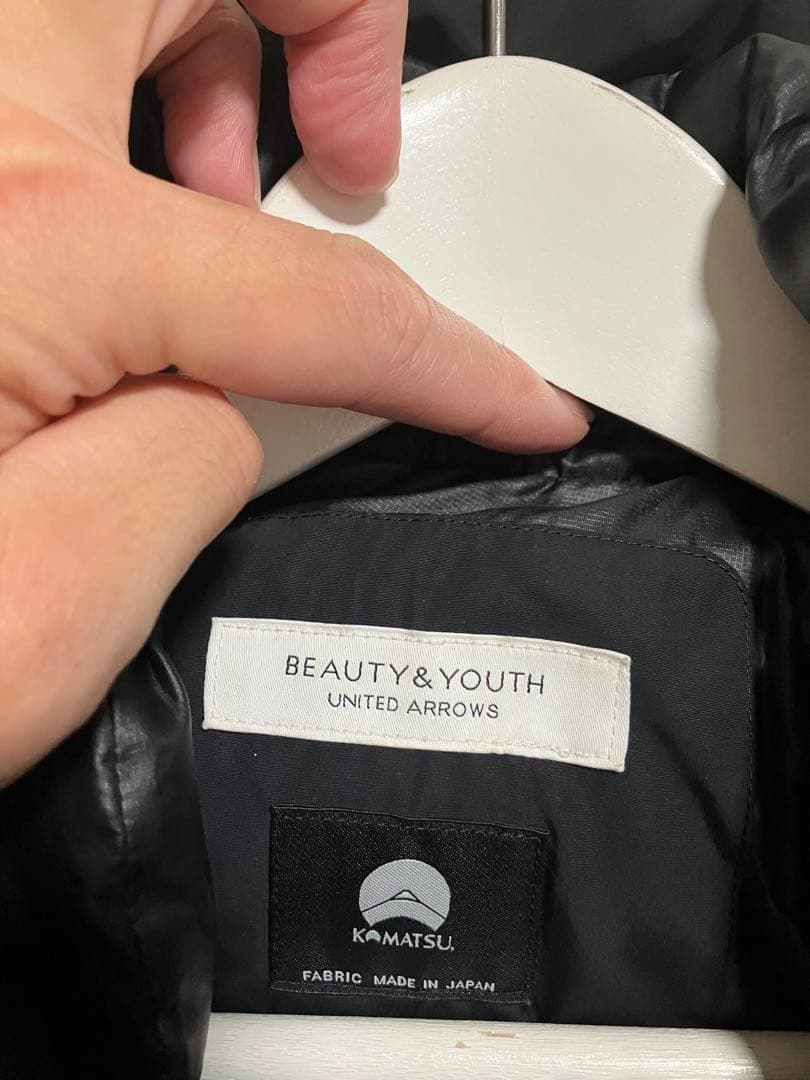 BEAUTY&YOUTH
UNITED ARROWS
KOMATSU.
FABRIC MADE IN JAPAN